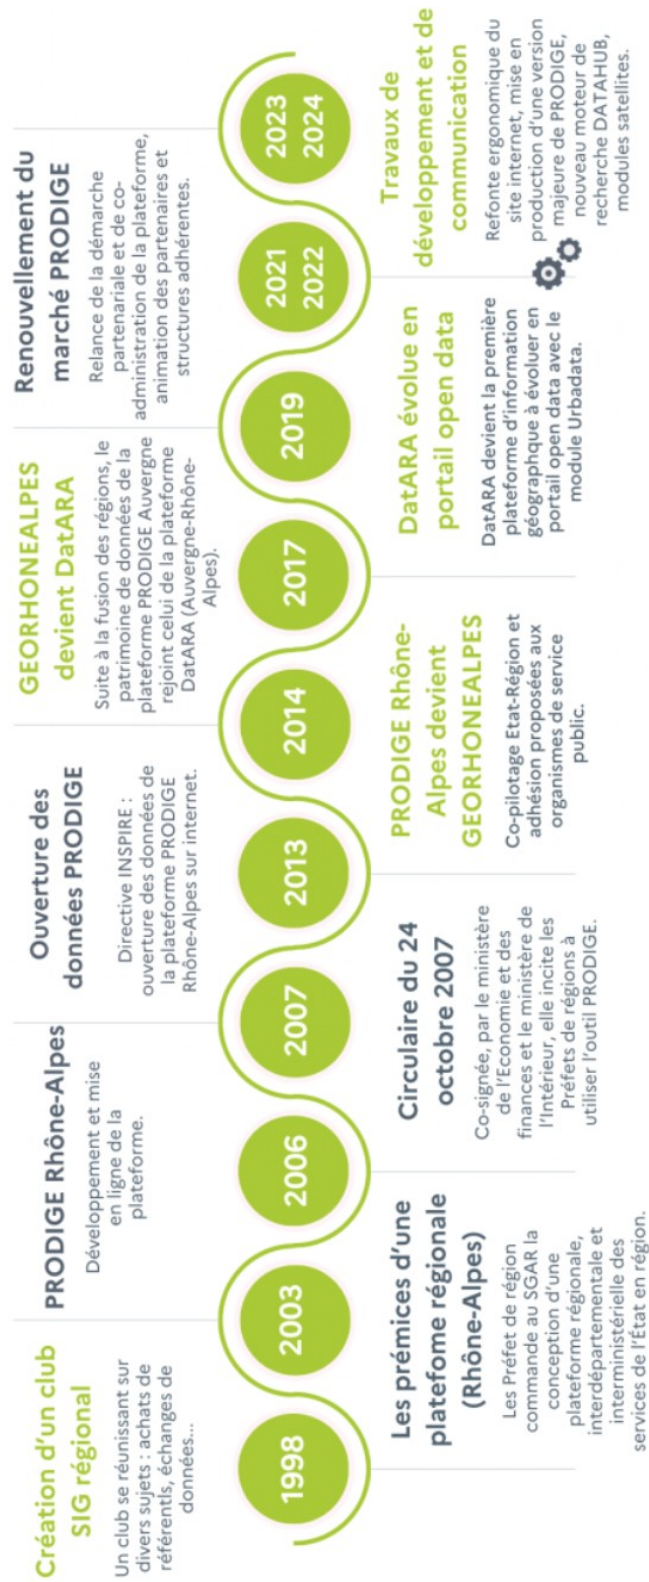 Création d'un club
SIG régional
Un club se réunissant sur
divers sujets : achats de
référentls, échanges de
données...
PRODIGE Rhône-Alpes
Développement et mise
en ligne de la
plateforme.
Ouverture des
données PRODIGE
Directive INSPIRE :
ouverture des données de
la plateforme PRODIGE
Rhône-Alpes sur internet.
GEORHONEALPES
devient DatARA
Suite à la fusion des régions, le
patrimoine de données de la
plateforme PRODIGE Auvergne
rejoint celui de la plateforme
DatARA (Auvergne-Rhône-
Alpes).
Renouvellement du
marché PRODIGE
Relance de la démarche
partenariale et de co-
administration de la plateforme,
animation des partenaires et
structures adhérentes.
1998
2003
2006
2007
2013
2014
2017
2019
2021
2022
2023
2024
Les prémices d'une
platefome régionale
(Rhône-Alpes)
Les Préfet de région
commande au SGAR la
conception d'une
plateforme régionale,
interdépartementale et
interministérielle des
services de l'État en région.
Circulaire du 24
octobre 2007
Co-signée, par le ministère
de l'Economie et des
finances et le ministère de
l'Intérieur, elle incite les
Préfets de régions à
utiliser l'outil PRODIGE.
PRODIGE Rhône-
Alpes devient
GEORHONEALPES
Co-pilotage Etat-Région et
adhésion proposées aux
organismes de service
public.
DatARA évolue en
portail open data
DatARA devient la première
plateforme d'information
géographque à évoluer en
portail open data avec le
module Urbadata.
Travaux de
développement et de
communication
Refonte ergonomique du
site internet, mise en
production d'une version
majeure de PRODIGE,
nouveau moteur de
recherche DATAHUB,
modules satellites.